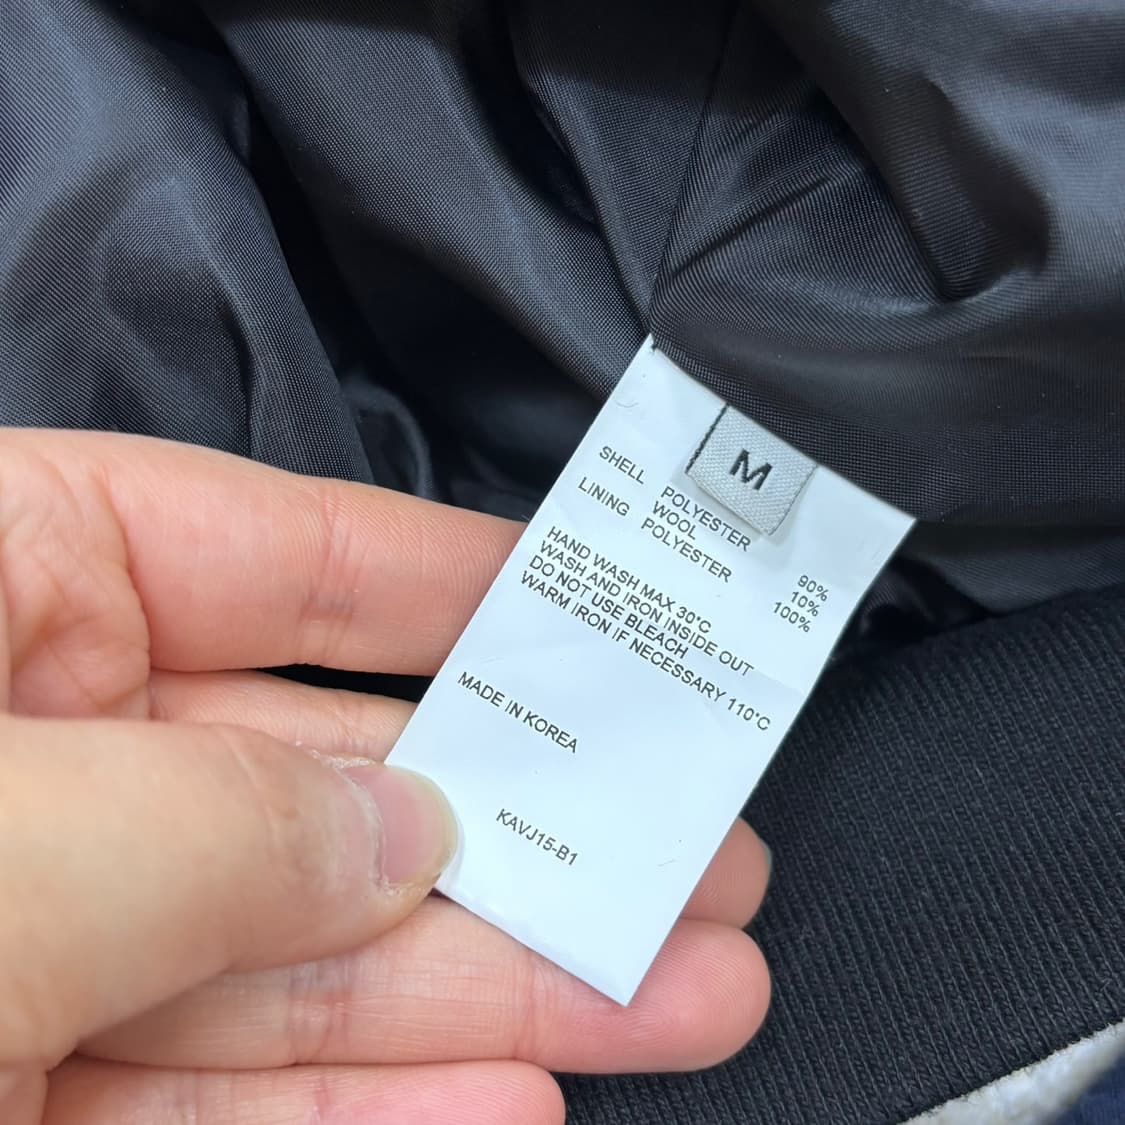 M
SHELL POLYESTER 90%
WOOL 10%
LINING POLYESTER 100%
HAND WASH MAX 30°C
WASH AND IRON INSIDE OUT
DO NOT USE BLEACH
WARM IRON IF NECESSARY 110°C
MADE IN KOREA
KAVJ15-B1